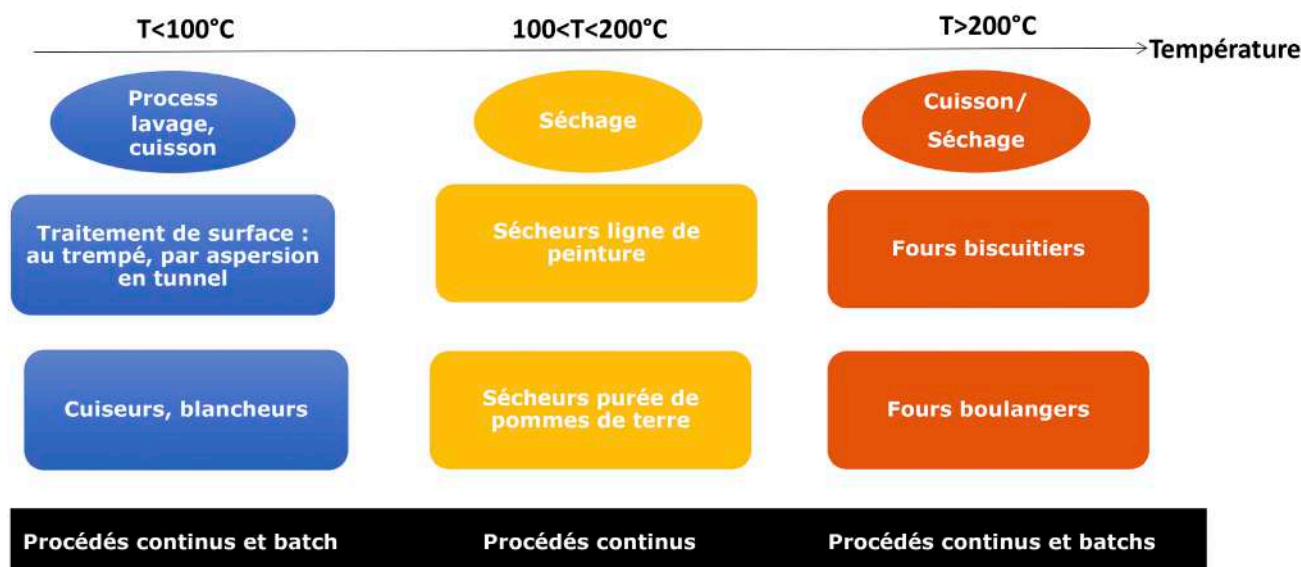 T<100°C
100<T<200°C
T>200°C
Température
Process
lavage,
cuisson
Séchage
Cuisson/
Séchage
Traitement de surface :
au trempé, par aspersion
en tunnel
Sécheurs ligne de
peinture
Fours biscuitiers
Cuiseurs, blancheurs
Sécheurs purée de
pommes de terre
Fours boulangers
Procédés continus et batch
Procédés continus
Procédés continus et batchs